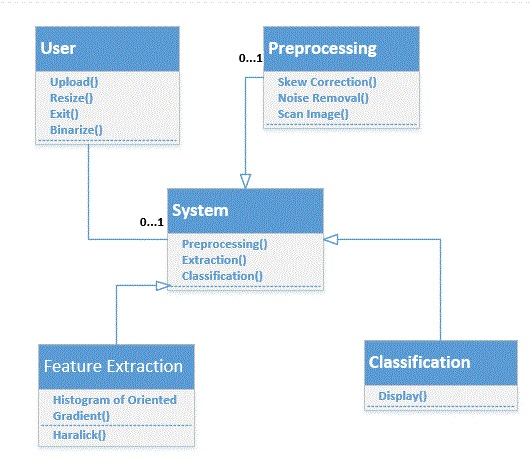 User
Upload()
Resize()
Exit()
Binarize()
0...1
Preprocessing
Skew Correction()
Noise Removal()
Scan Image()
0...1
System
Preprocessing()
Extraction()
Classification()
Feature Extraction
Histogram of Oriented
Gradient()
Haralick()
Classification
Display()